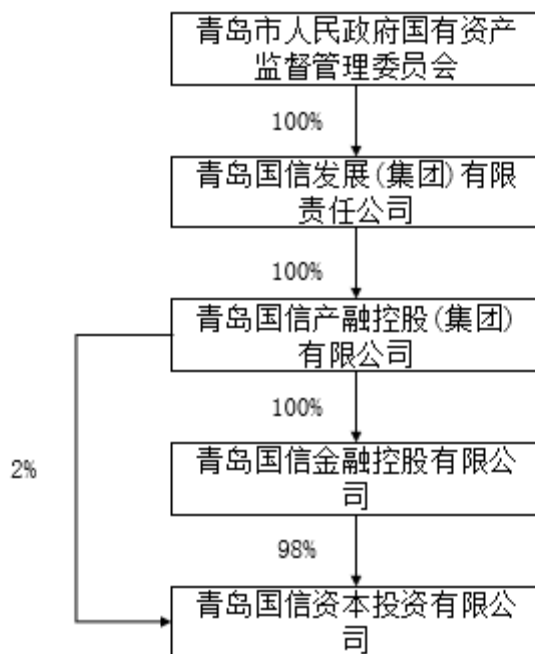 青岛市人民政府国有资产
监督管理委员会
100%
青岛国信发展(集团)有限
责任公司
100%
青岛国信产融控股(集团)
有限公司
100%
2%
青岛国信金融控股有限公
司
98%
青岛国信资本投资有限公
司